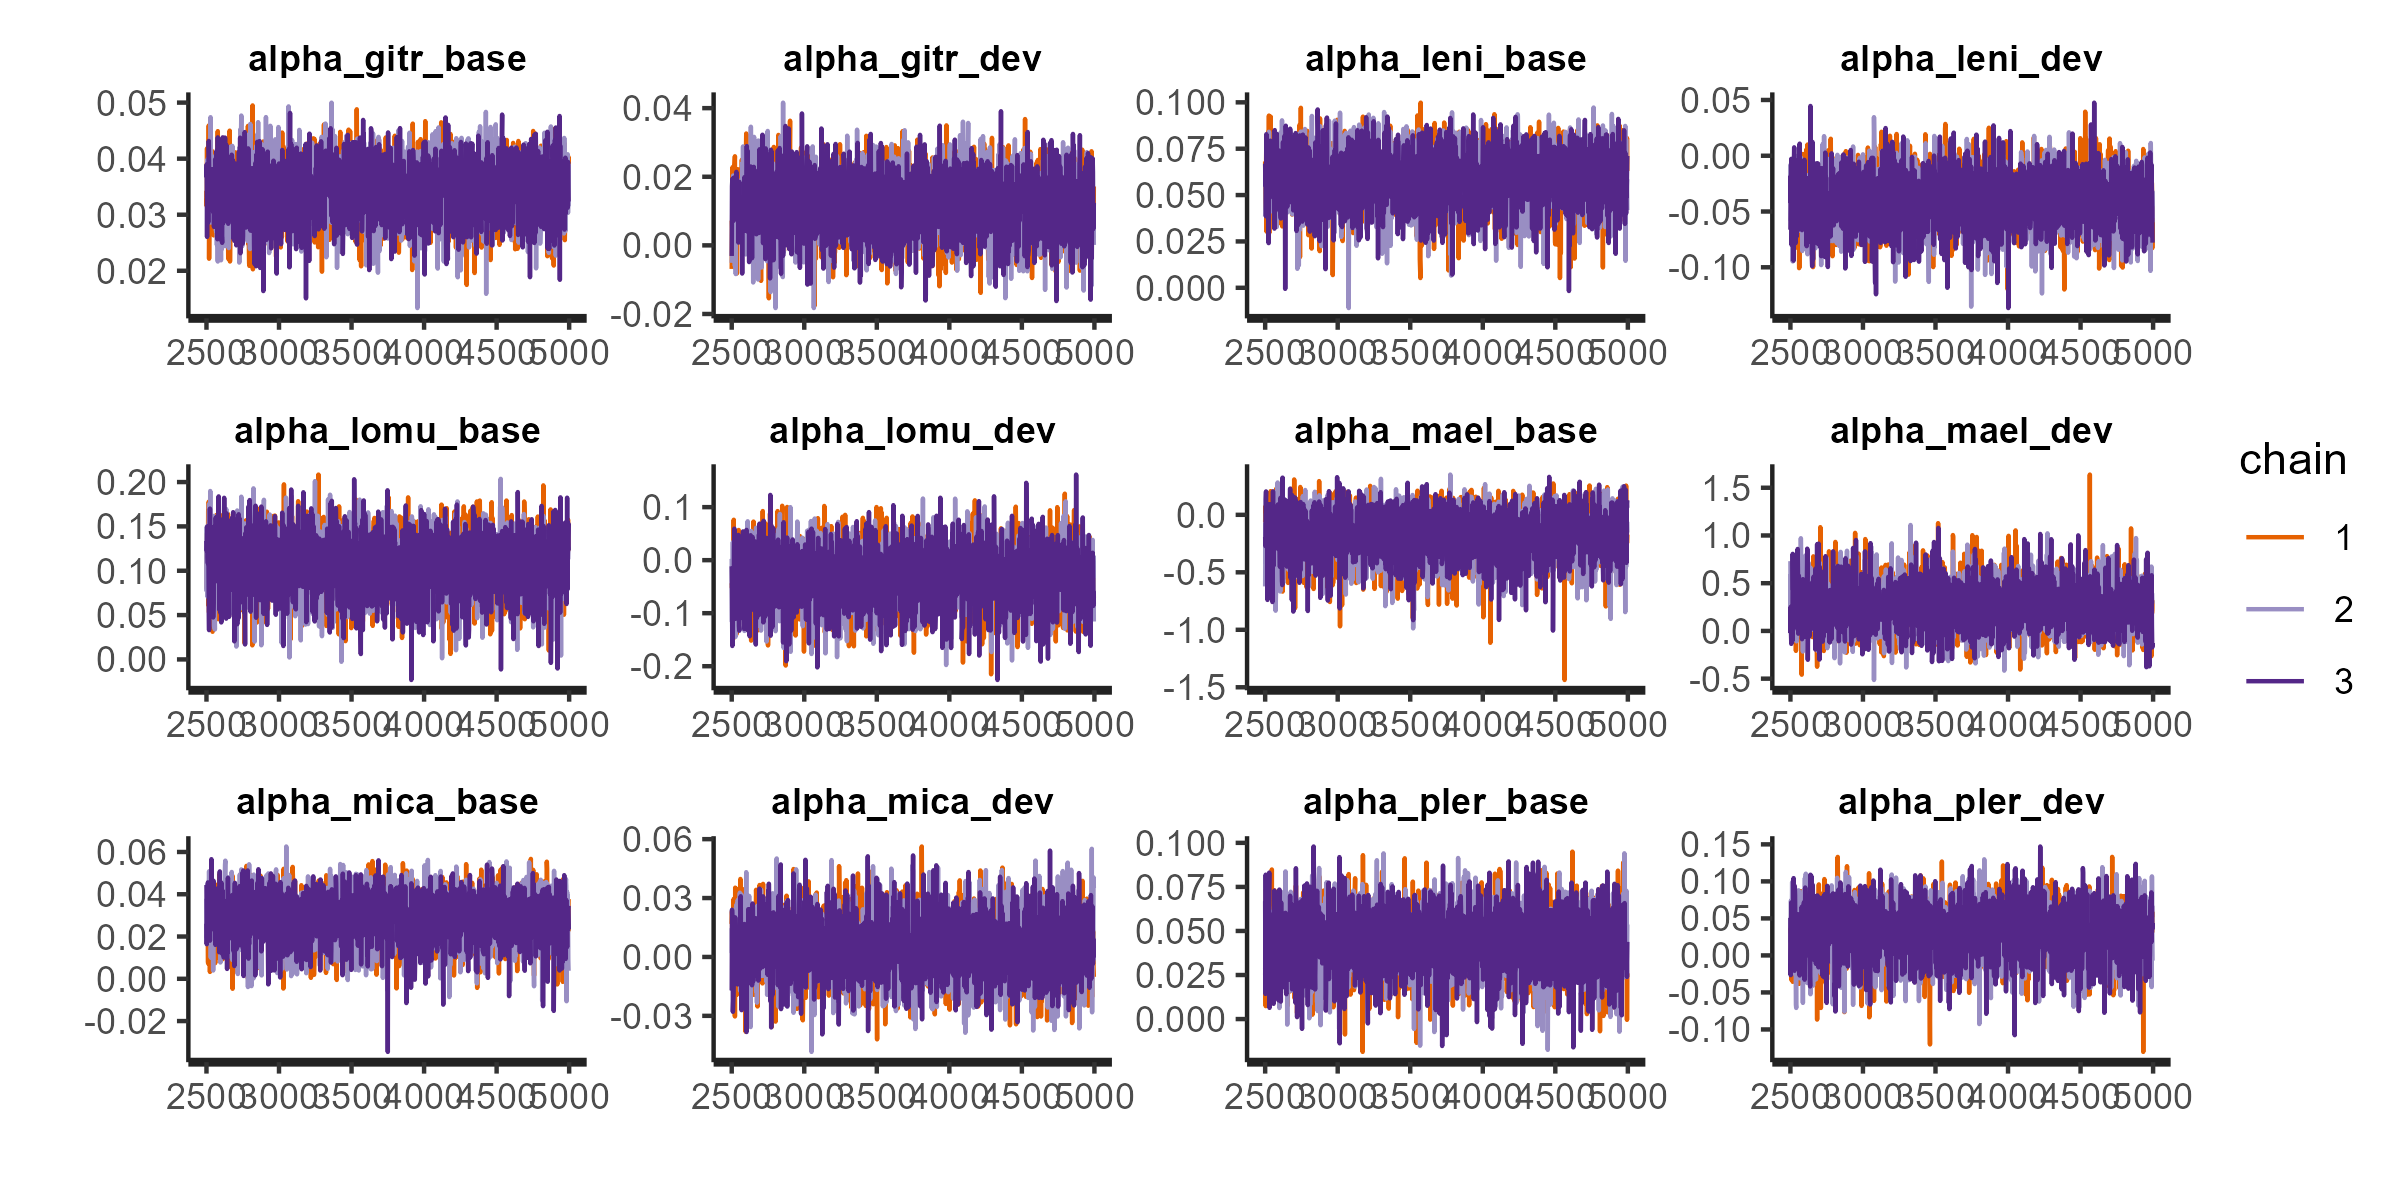 alpha_gitr_base alpha_gitr_dev alpha_leni_base alpha_leni_dev
0.05 0.04 0.03 0.02
0.04 0.02 0.00 -0.02
0.100 0.075 0.050 0.025 0.000
0.05 0.00 -0.05 -0.10
2500 3000 3500 4000 4500 5000 2500 3000 3500 4000 4500 5000 2500 3000 3500 4000 4500 5000 2500 3000 3500 4000 4500 5000
alpha_lomu_base alpha_lomu_dev alpha_mael_base alpha_mael_dev
0.20 0.15 0.10 0.05 0.00
0.1 0.0 -0.1 -0.2
0.0 -0.5 -1.0 -1.5
1.5 1.0 0.5 0.0 -0.5
2500 3000 3500 4000 4500 5000 2500 3000 3500 4000 4500 5000 2500 3000 3500 4000 4500 5000 2500 3000 3500 4000 4500 5000
alpha_mica_base alpha_mica_dev alpha_pler_base alpha_pler_dev
0.06 0.04 0.02 0.00 -0.02
0.06 0.03 0.00 -0.03
0.100 0.075 0.050 0.025 0.000
0.15 0.10 0.05 0.00 -0.05 -0.10
2500 3000 3500 4000 4500 5000 2500 3000 3500 4000 4500 5000 2500 3000 3500 4000 4500 5000 2500 3000 3500 4000 4500 5000
chain
1
2
3